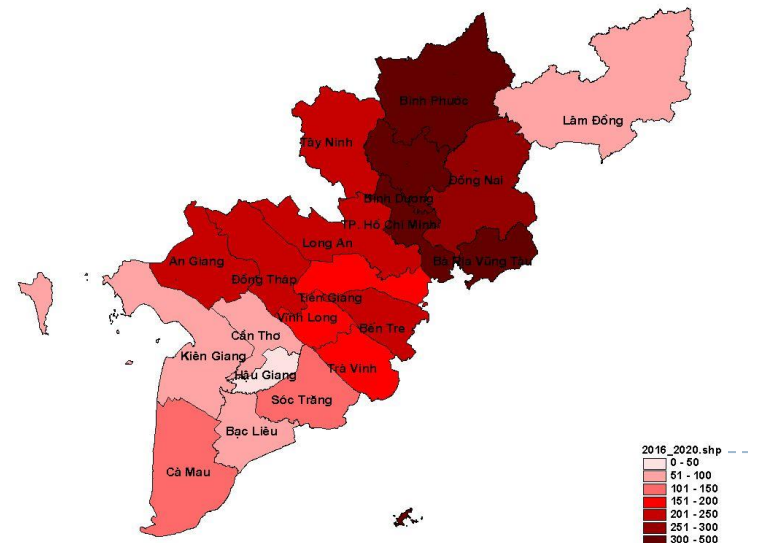 Bình Phước
Lâm Đồng
Tây Ninh
Đồng Nai
Bình Dương
TP. Hồ Chí Minh
Long An
Bà Rịa Vũng Tàu
An Giang
Đồng Tháp
Tiền Giang
Vĩnh Long
Bến Tre
Cần Thơ
Kiên Giang
Trà Vinh
Hậu Giang
Sóc Trăng
Bạc Liêu
Cà Mau
2016_2020.shp
0 - 50
51 - 100
101 - 150
151 - 200
201 - 250
251 - 300
300 - 500